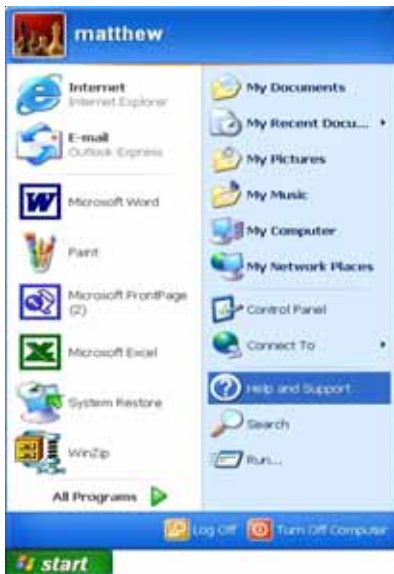 matthew
Internet
Internet Explorer
E-mail
Outlook Express
Microsoft Word
Paint
Microsoft FrontPage
(2)
Microsoft Excel
System Restore
WinZip
All Programs
My Documents
My Recent Docu...
My Pictures
My Music
My Computer
My Network Places
Control Panel
Connect To
Help and Support
Search
Run...
Log Off
Turn Off Computer
start